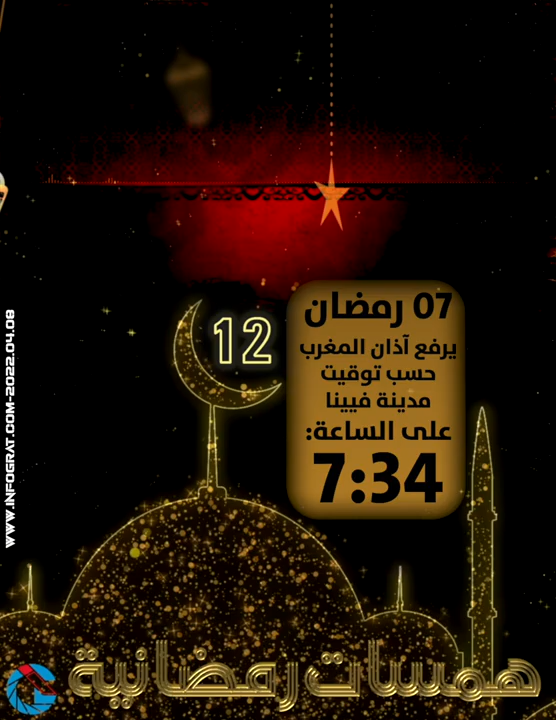 12
07 رمضان
يرفع آذان المغرب
حسب توقيت
مدينة فيينا
على الساعة:
7:34
WWW.INFOGRAT.COM-2022.04.08
همسات رمضانية